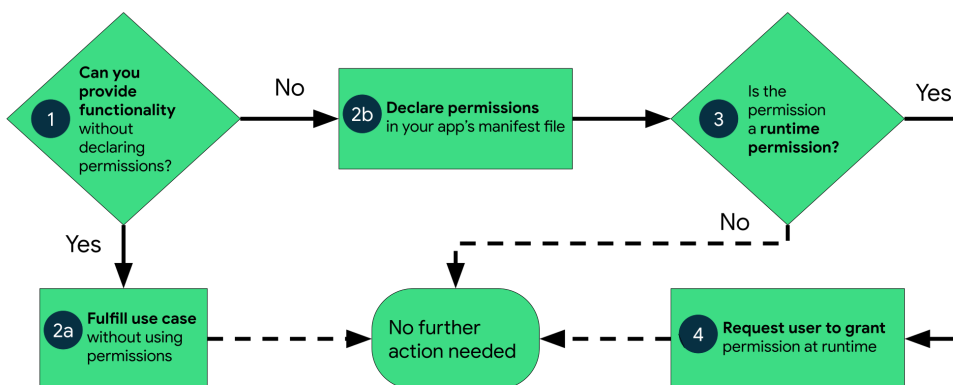 1
Can you
provide
functionality
without
declaring
permissions?
No
2b
Declare permissions
in your app's manifest file
3
Is the
permission
a runtime
permission?
Yes
Yes
No
2a
Fulfill use case
without using
permissions
No further
action needed
4
Request user to grant
permission at runtime